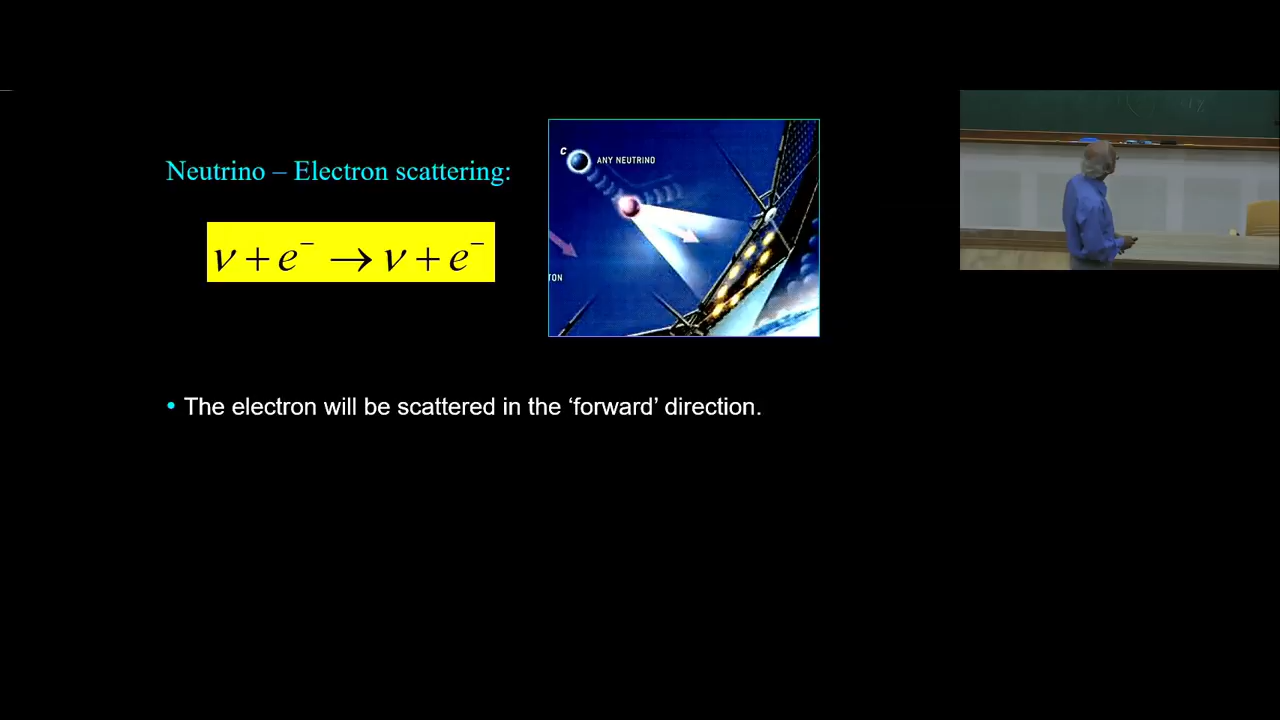 Neutrino – Electron scattering:
C
ANY NEUTRINO
ν + e⁻ → ν + e⁻
TON
• The electron will be scattered in the ‘forward’ direction.